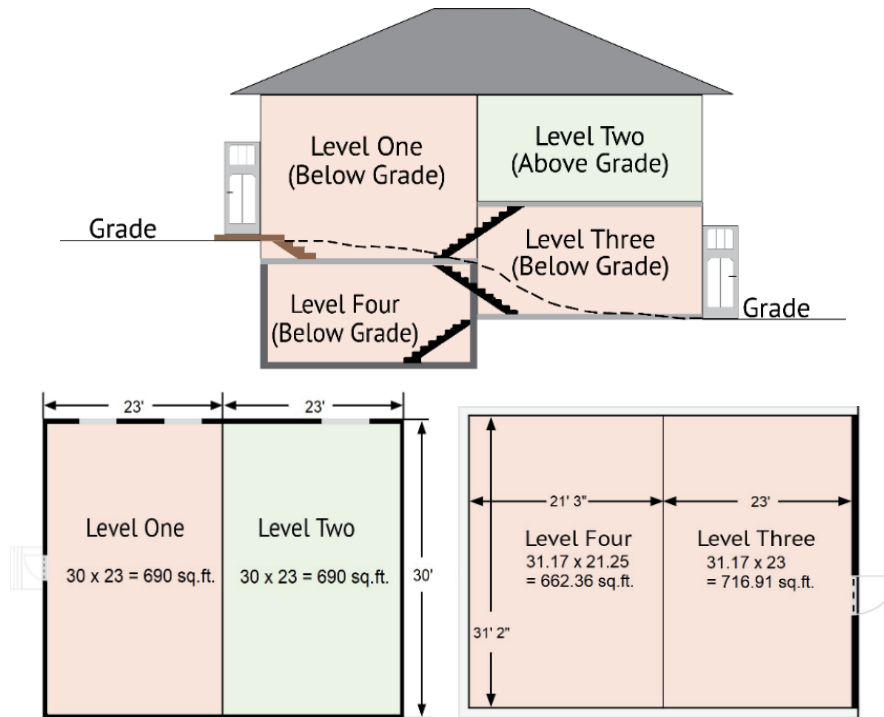 Level One
(Below Grade)
Level Two
(Above Grade)
Grade
Level Three
(Below Grade)
Level Four
(Below Grade)
Grade
23'
23'
Level One
30 x 23 = 690 sq.ft.
Level Two
30 x 23 = 690 sq.ft.
30'
21' 3"
23'
Level Four
31.17 x 21.25
= 662.36 sq.ft.
Level Three
31.17 x 23
= 716.91 sq.ft.
31' 2"